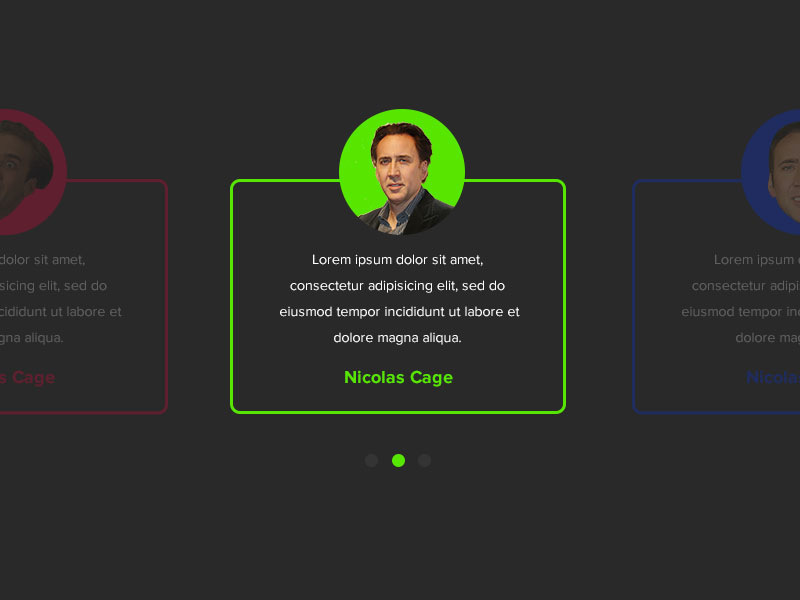 dolor sit amet,
sicing elit, sed do
cididunt ut labore et
gna aliqua.
s Cage
Lorem ipsum dolor sit amet,
consectetur adipisicing elit, sed do
eiusmod tempor incididunt ut labore et
dolore magna aliqua.
Nicolas Cage
Lorem ipsum
consectetur adipi
eiusmod tempor in
dolore mag
Nicola